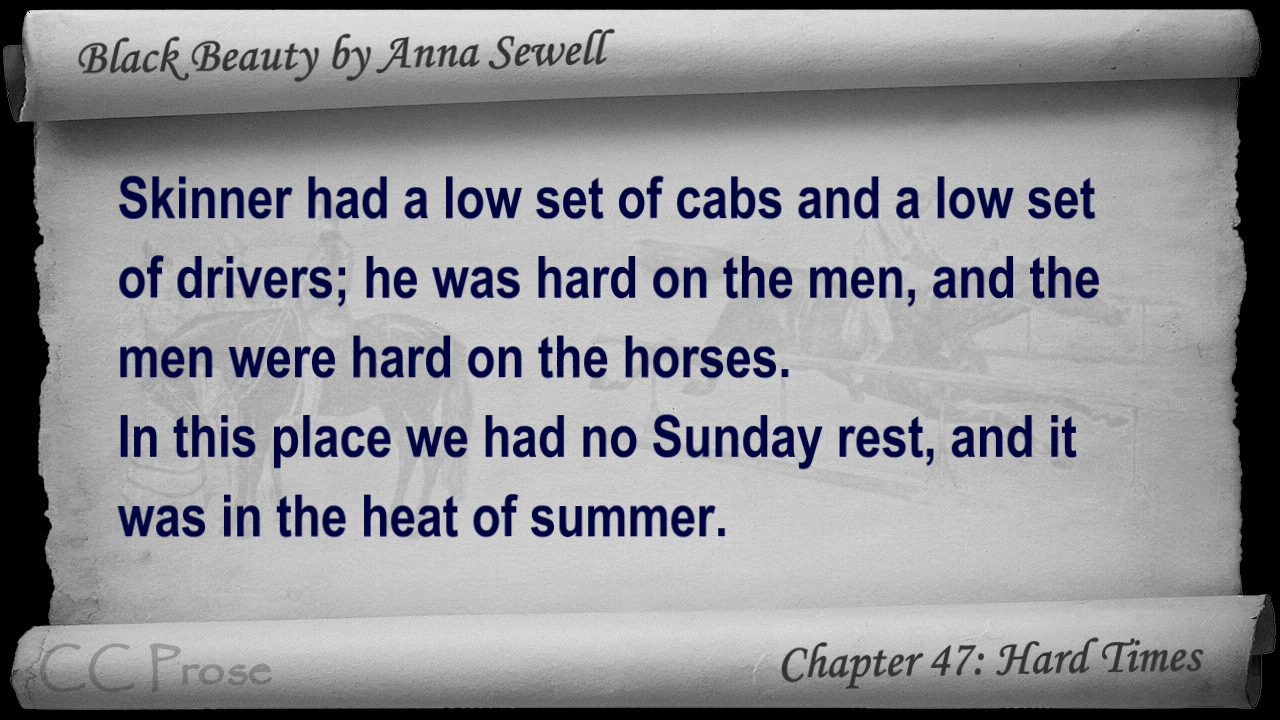 Black Beauty by Anna Sewell
Skinner had a low set of cabs and a low set
of drivers; he was hard on the men, and the
men were hard on the horses.
In this place we had no Sunday rest, and it
was in the heat of summer.
CC Prose
Chapter 47: Hard Times